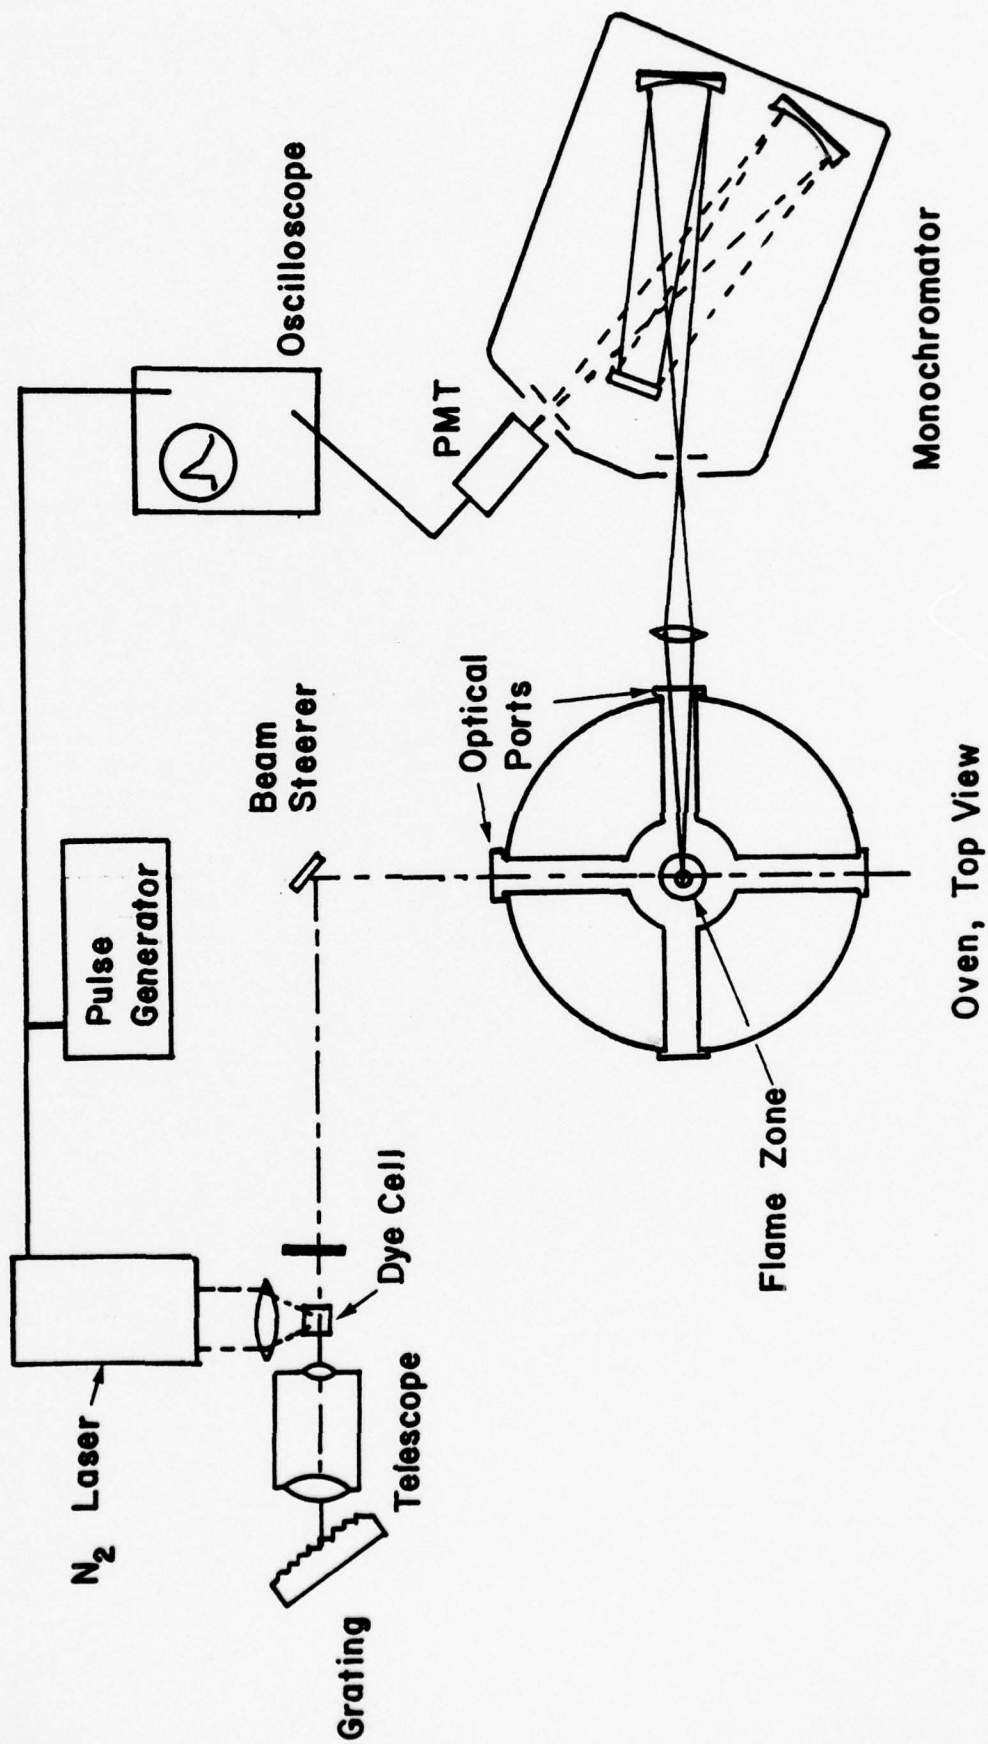 N2 Laser
Pulse
Generator
Oscilloscope
Beam
Steerer
PMT
Grating
Telescope
Dye Cell
Optical
Ports
Flame Zone
Monochromator
Oven, Top View